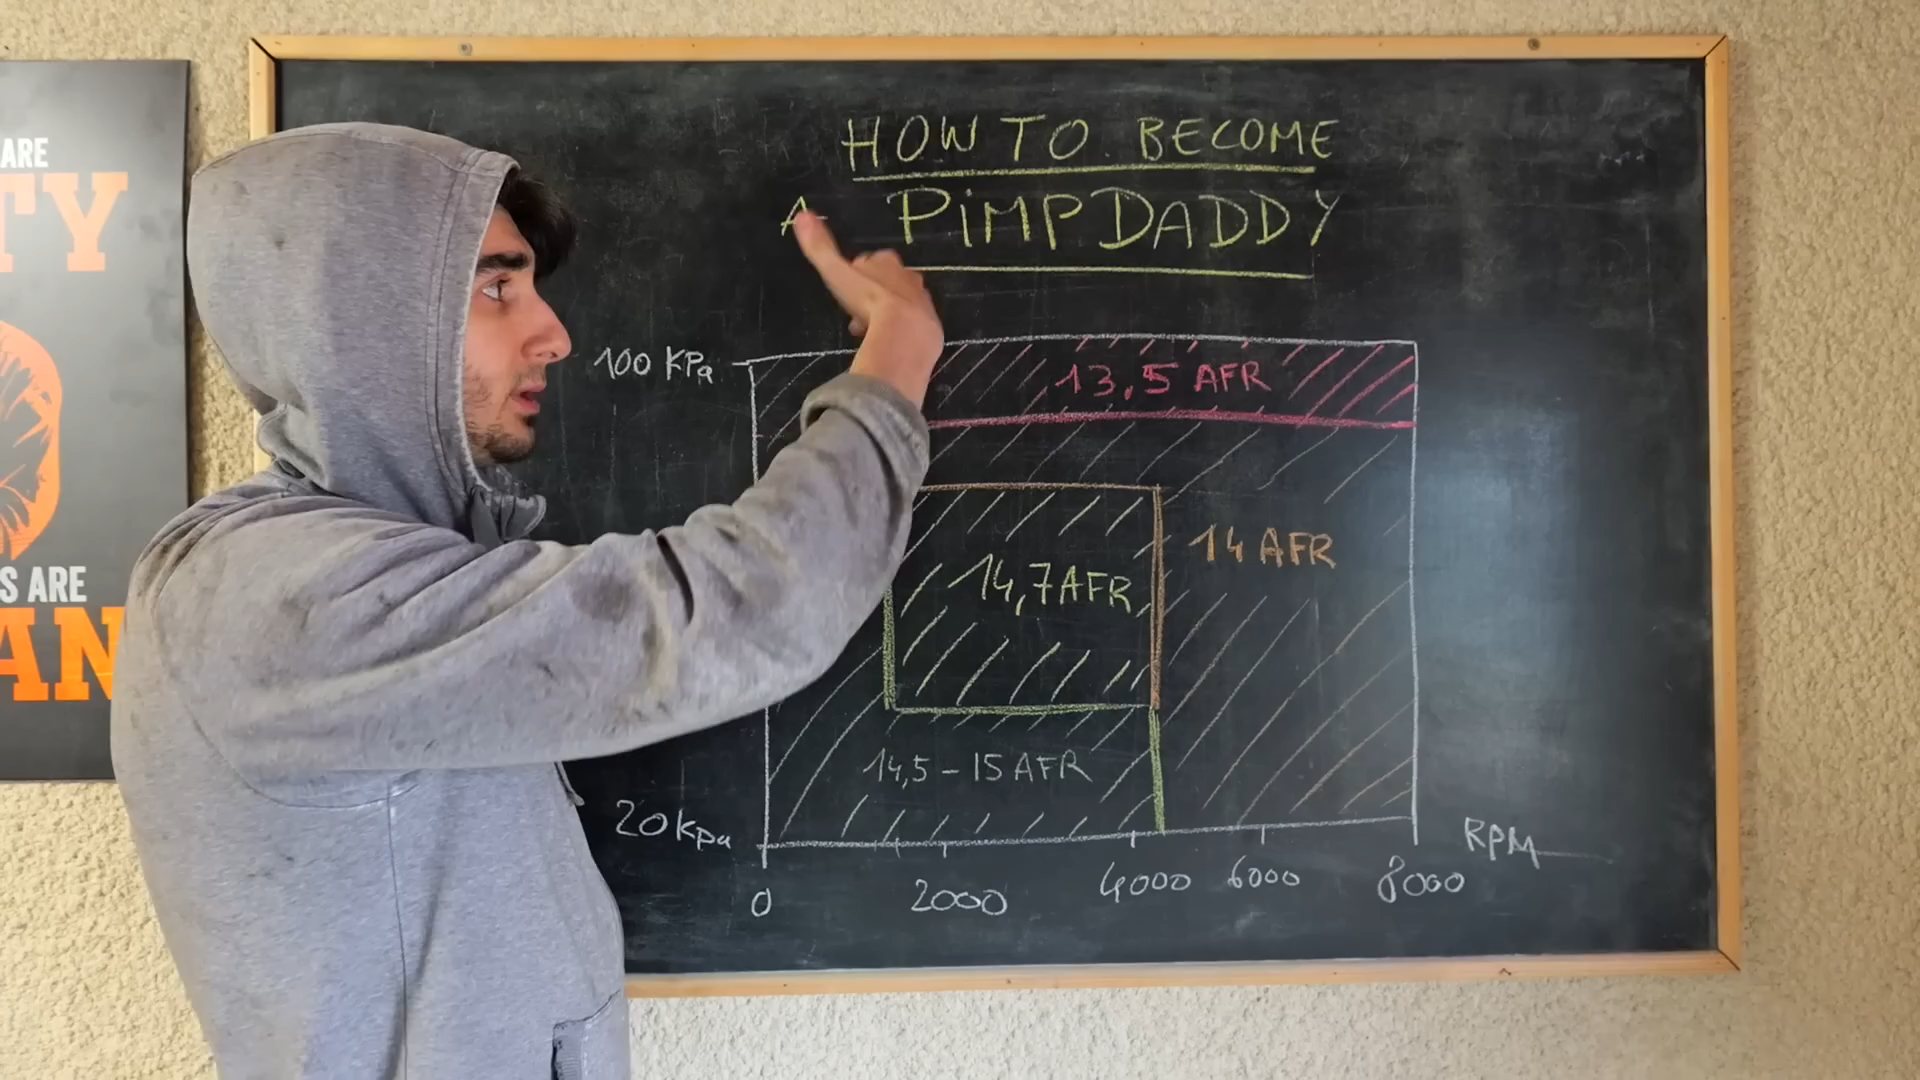 ARE
TY
S ARE
AN
HOW TO BECOME
A PiMPDADDY
100 KPa
13,5 AFR
14 AFR
14,7 AFR
14,5 - 15 AFR
20 Kpa
RPM
0
2000
4000
6000
8000